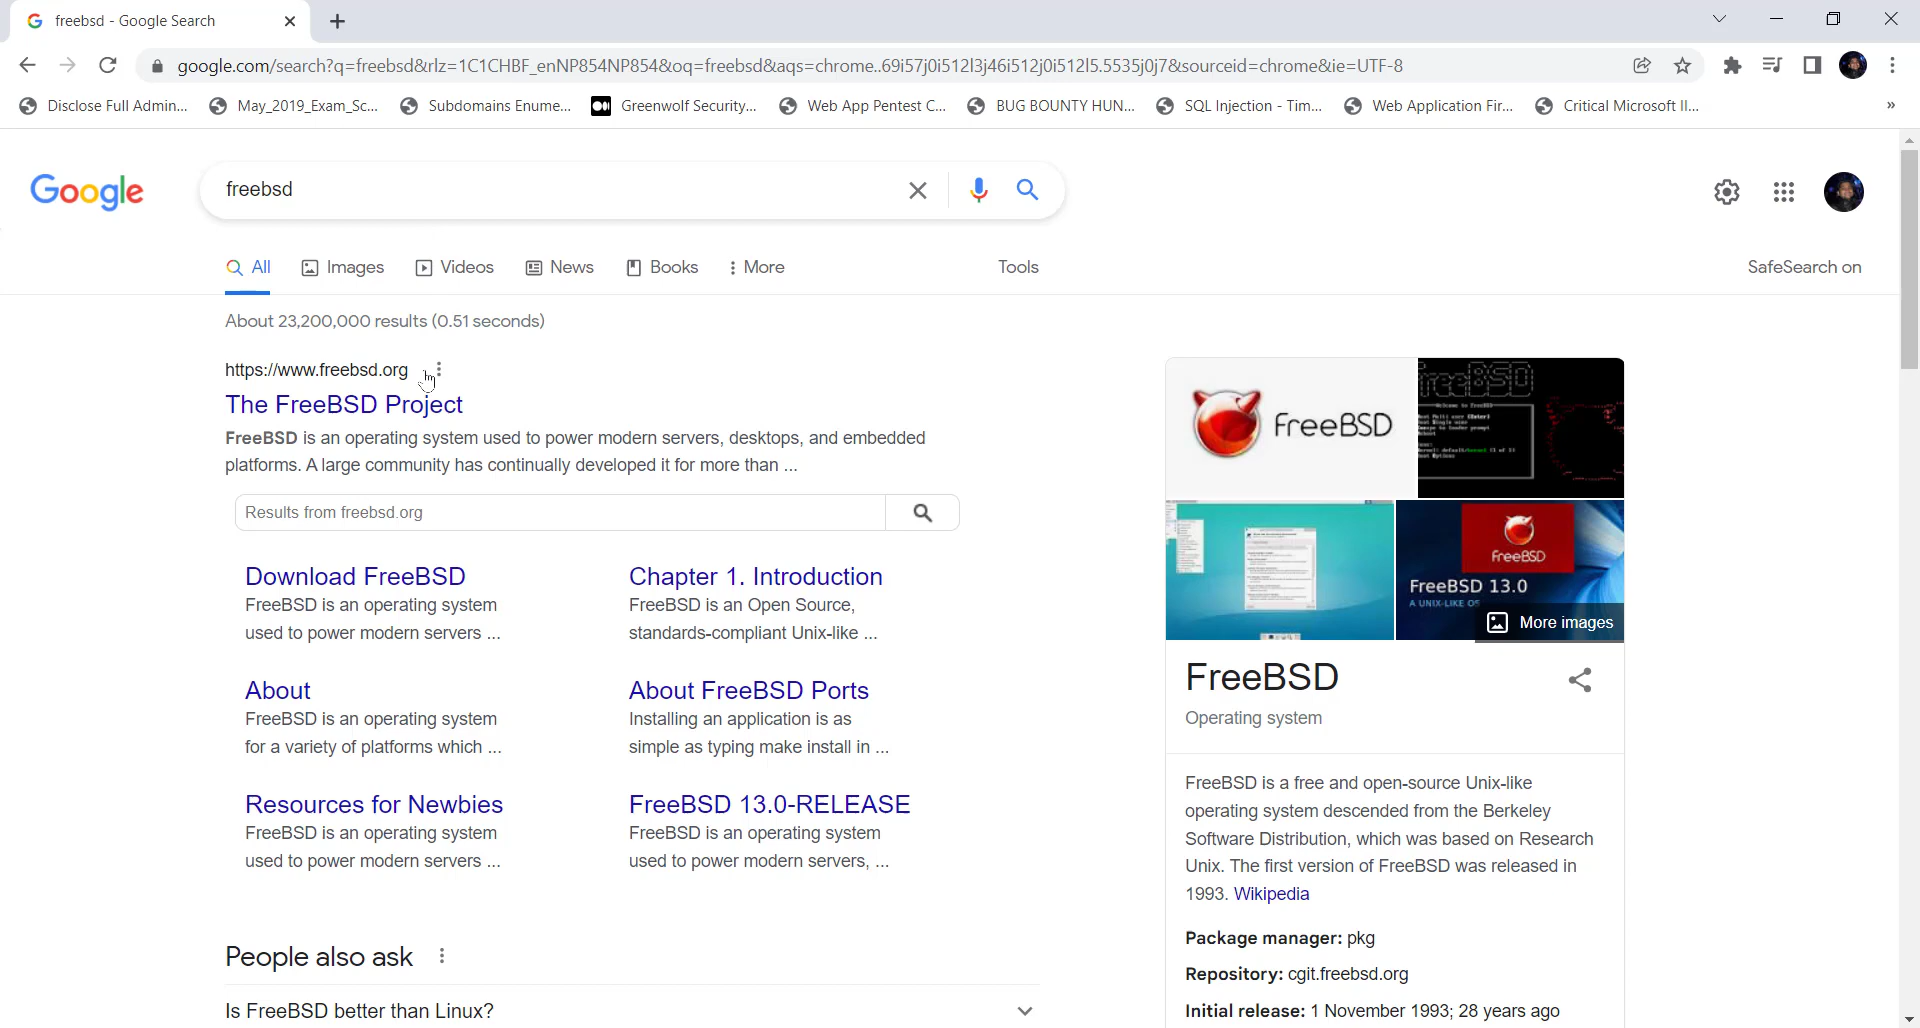 freebsd - Google Search
google.com/search?q=freebsd&rlz=1C1CHBF_enNP854NP854&oq=freebsd&aqs=chrome..69i57j0i512l3j46i512j0i512l5.5535j0j7&sourceid=chrome&ie=UTF-8
Disclose Full Admin... May_2019_Exam_Sc... Subdomains Enume... Greenwolf Security... Web App Pentest C... BUG BOUNTY HUN... SQL Injection - Tim... Web Application Fir... Critical Microsoft II... »
Google
freebsd
All Images Videos News Books More Tools SafeSearch on
About 23,200,000 results (0.51 seconds)
https://www.freebsd.org
The FreeBSD Project
FreeBSD is an operating system used to power modern servers, desktops, and embedded
platforms. A large community has continually developed it for more than ...
Results from freebsd.org
Download FreeBSD
FreeBSD is an operating system
used to power modern servers ...
Chapter 1. Introduction
FreeBSD is an Open Source,
standards-compliant Unix-like ...
About
FreeBSD is an operating system
for a variety of platforms which ...
About FreeBSD Ports
Installing an application is as
simple as typing make install in ...
Resources for Newbies
FreeBSD is an operating system
used to power modern servers ...
FreeBSD 13.0-RELEASE
FreeBSD is an operating system
used to power modern servers, ...
People also ask
Is FreeBSD better than Linux?
FreeBSD
FreeBSD
FreeBSD 13.0
A UNIX-LIKE OS
More images
FreeBSD
Operating system
FreeBSD is a free and open-source Unix-like
operating system descended from the Berkeley
Software Distribution, which was based on Research
Unix. The first version of FreeBSD was released in
1993. Wikipedia
Package manager: pkg
Repository: cgit.freebsd.org
Initial release: 1 November 1993; 28 years ago